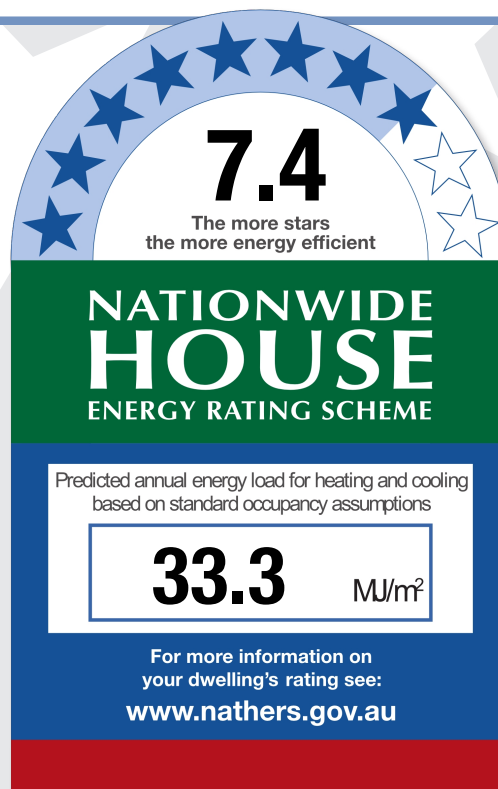 7.4
The more stars
the more energy efficient
NATIONWIDE
HOUSE
ENERGY RATING SCHEME
Predicted annual energy load for heating and cooling
based on standard occupancy assumptions
33.3 MJ/m²
For more information on
your dwelling's rating see:
www.nathers.gov.au